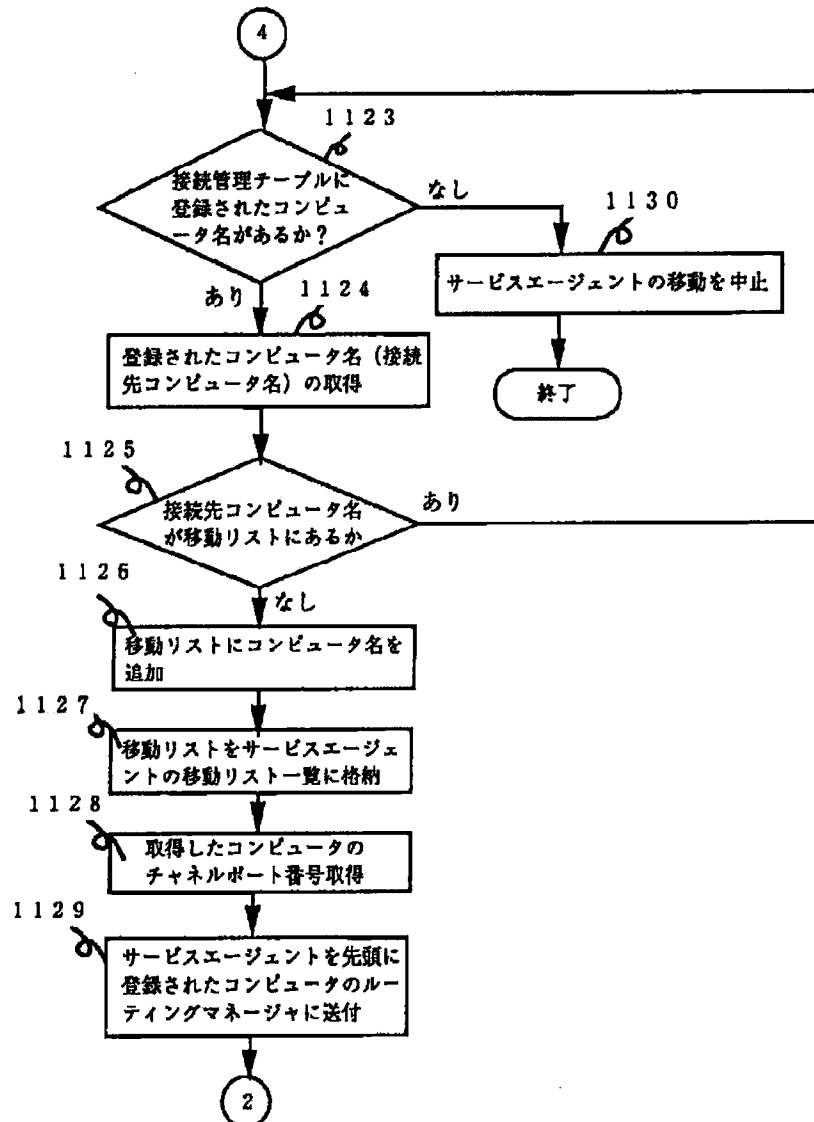 4
1123
接続管理テーブルに
登録されたコンピュ
ータ名があるか？
なし
1130
サービスエージェントの移動を中止
終了
あり
1124
登録されたコンピュータ名（接続
先コンピュータ名）の取得
1125
接続先コンピュータ名
が移動リストにあるか
あり
なし
1126
移動リストにコンピュータ名を
追加
1127
移動リストをサービスエージェ
ントの移動リスト一覧に格納
1128
取得したコンピュータの
チャネルポート番号取得
1129
サービスエージェントを先頭に
登録されたコンピュータのルー
ティングマネージャに送付
2